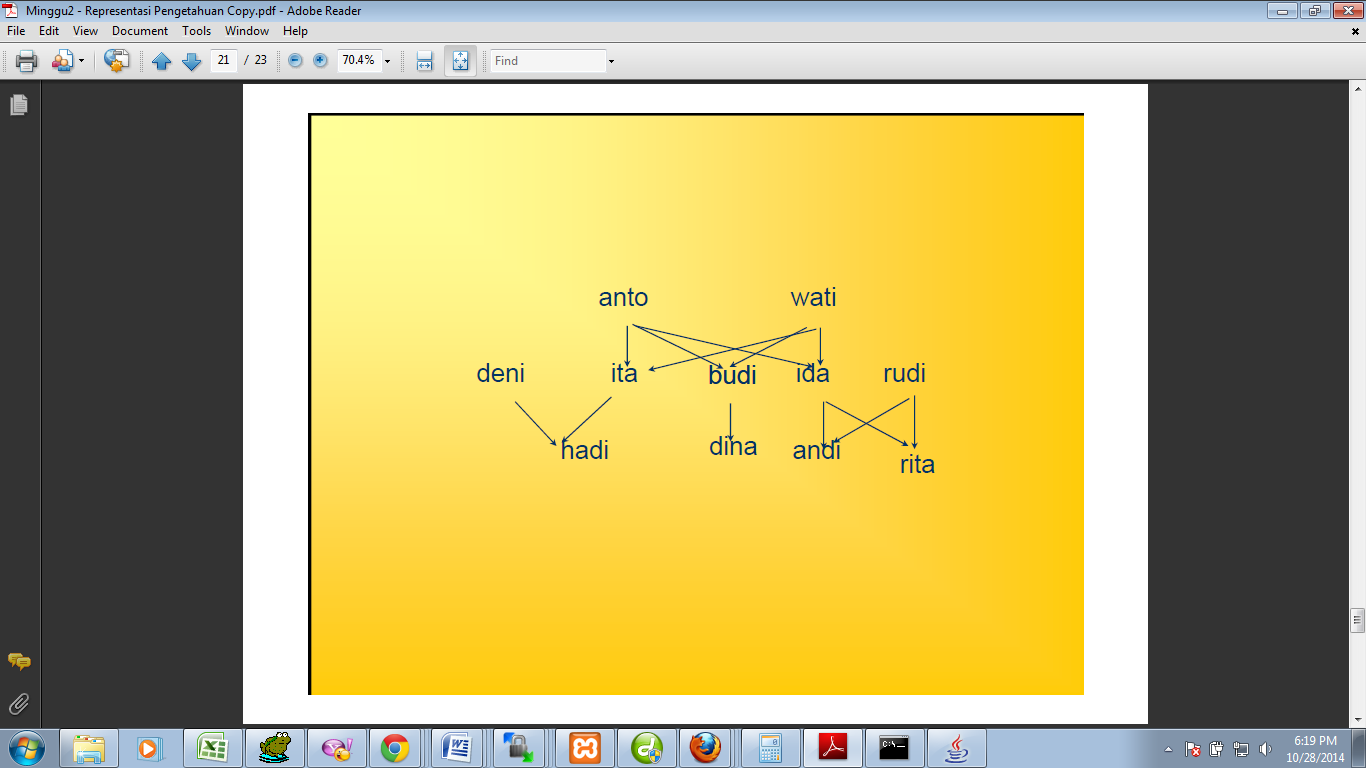 Minggu2 - Representasi Pengetahuan Copy.pdf - Adobe Reader
File Edit View Document Tools Window Help
21 / 23 70.4% Find
anto wati
deni ita budi ida rudi
hadi dina andi rita
6:19 PM
10/28/2014